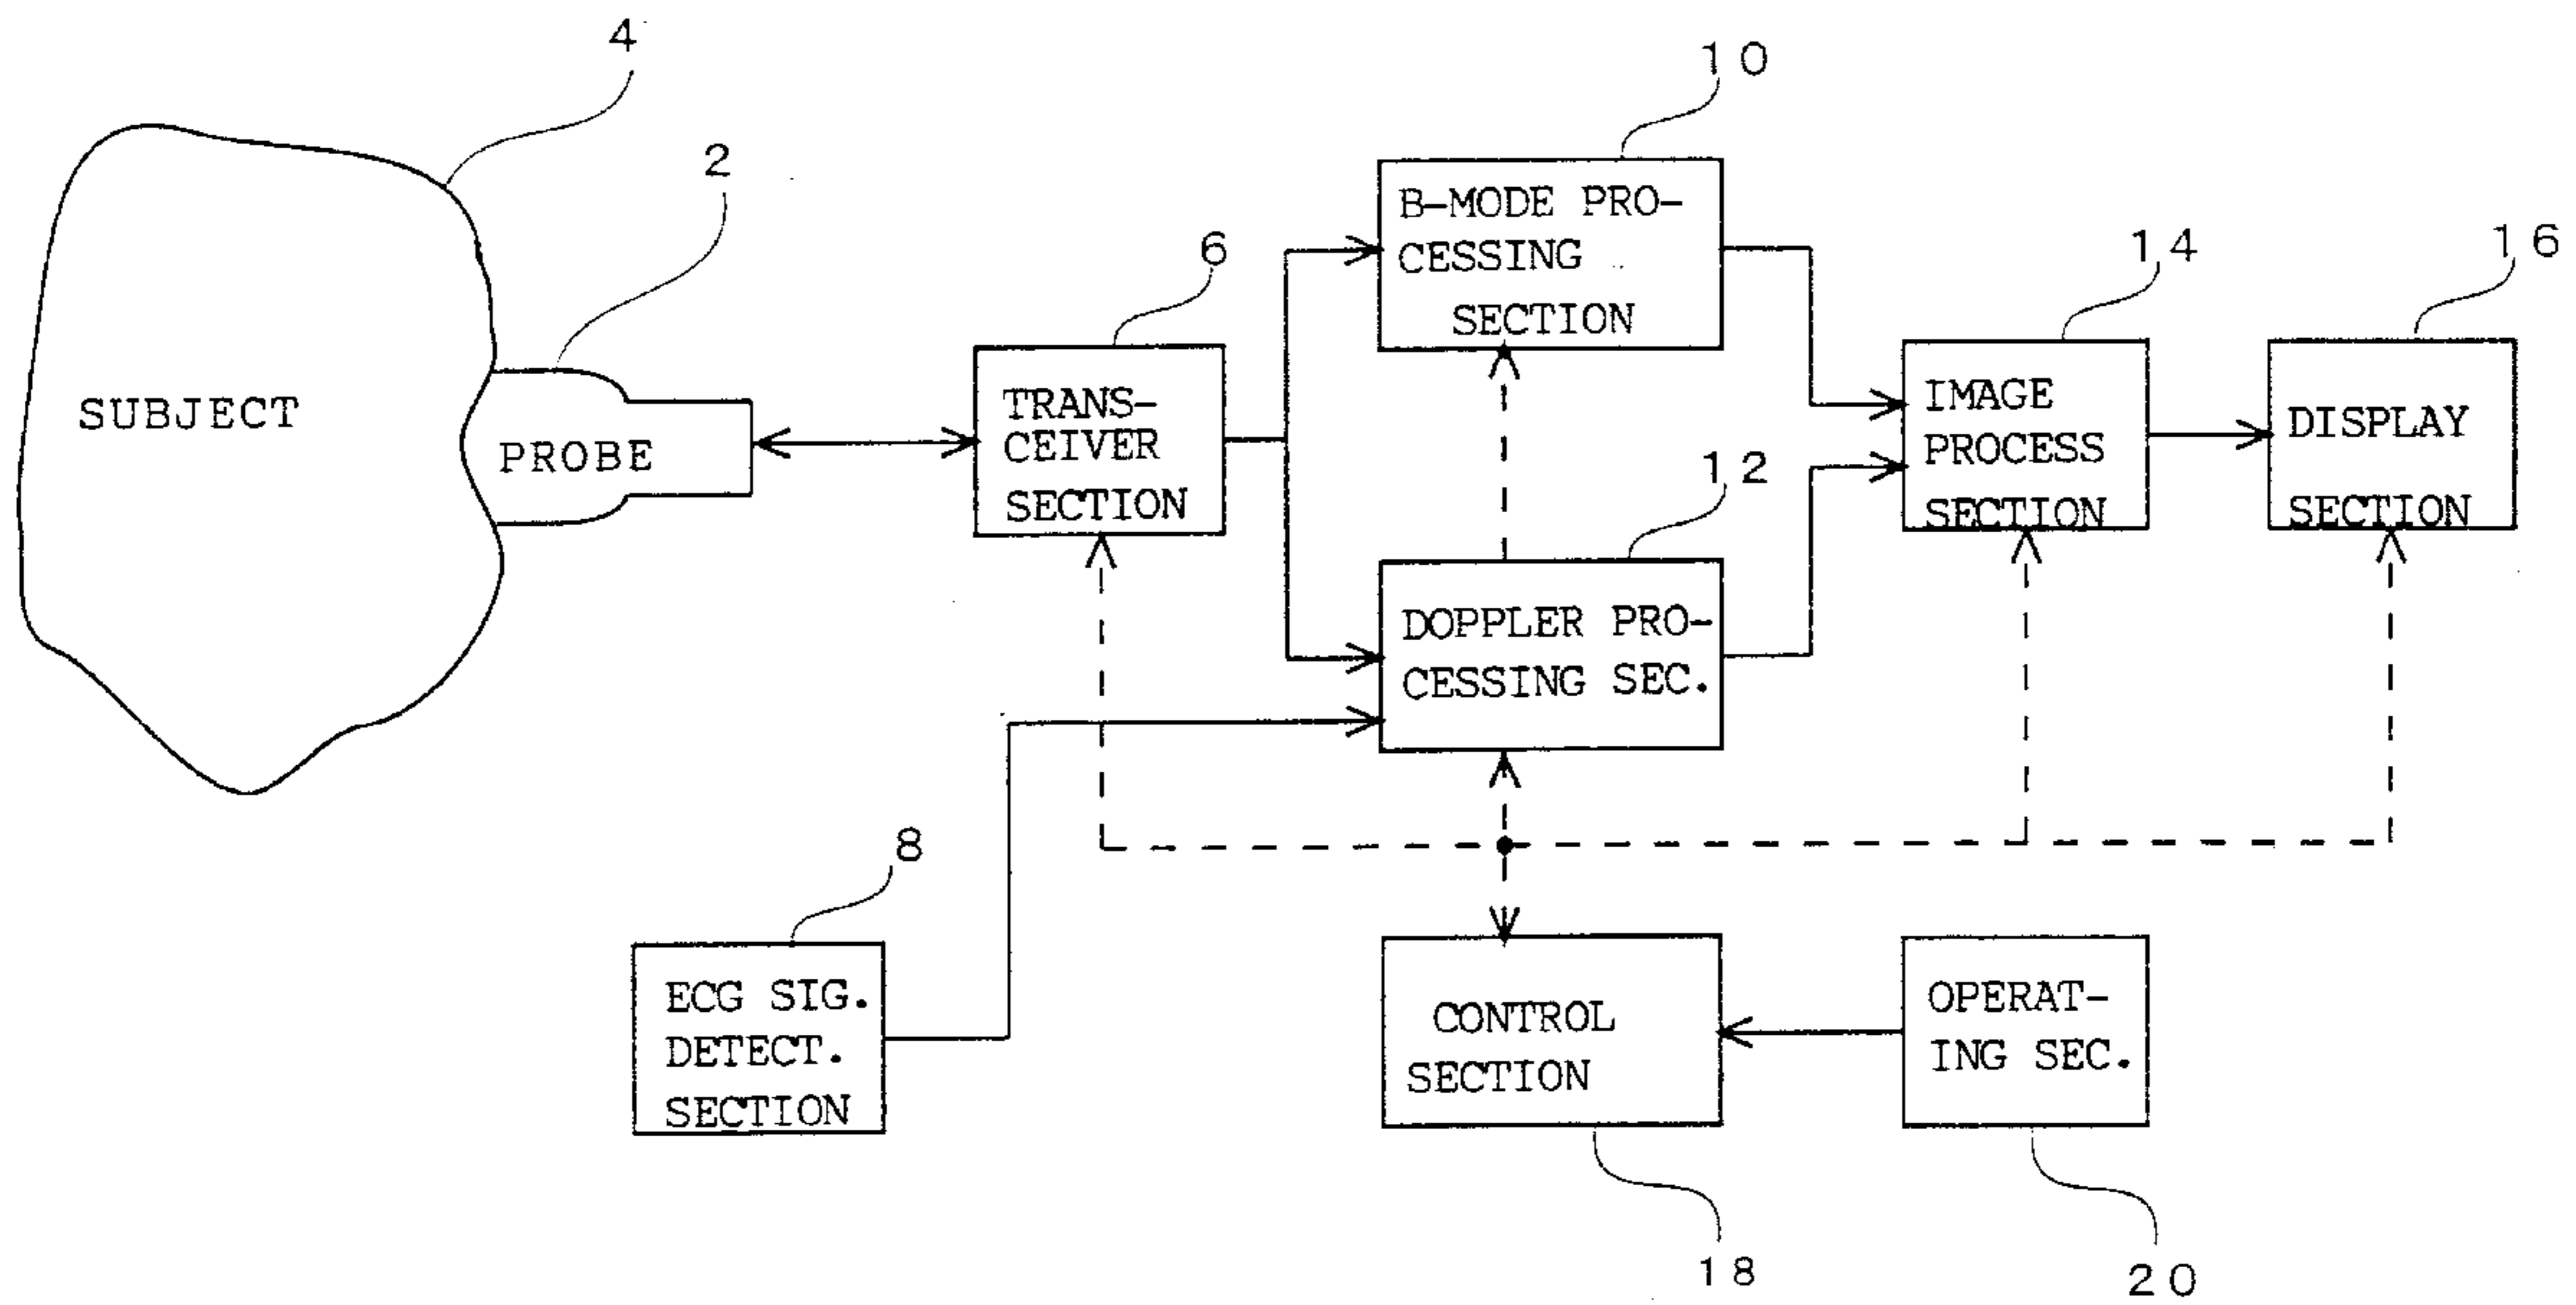 4
SUBJECT
2
PROBE
6
TRANS-
CEIVER
SECTION
8
ECG SIG.
DETECT.
SECTION
10
B-MODE PRO-
CESSING
SECTION
12
DOPPLER PRO-
CESSING SEC.
14
IMAGE
PROCESS
SECTION
16
DISPLAY
SECTION
CONTROL
SECTION
18
OPERAT-
ING SEC.
20